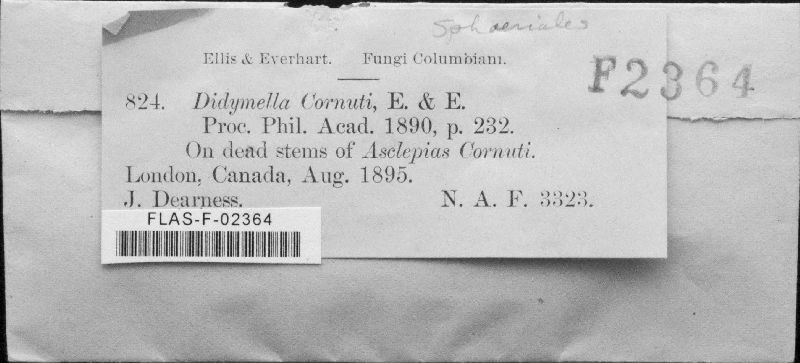 Sphaeriales
Ellis & Everhart. Fungi Columbiani.
F2364
824. Didymella Cornuti, E. & E.
Proc. Phil. Acad. 1890, p. 232.
On dead stems of Asclepias Cornuti.
London, Canada, Aug. 1895.
J. Dearness. N. A. F. 3323.
FLAS-F-02364